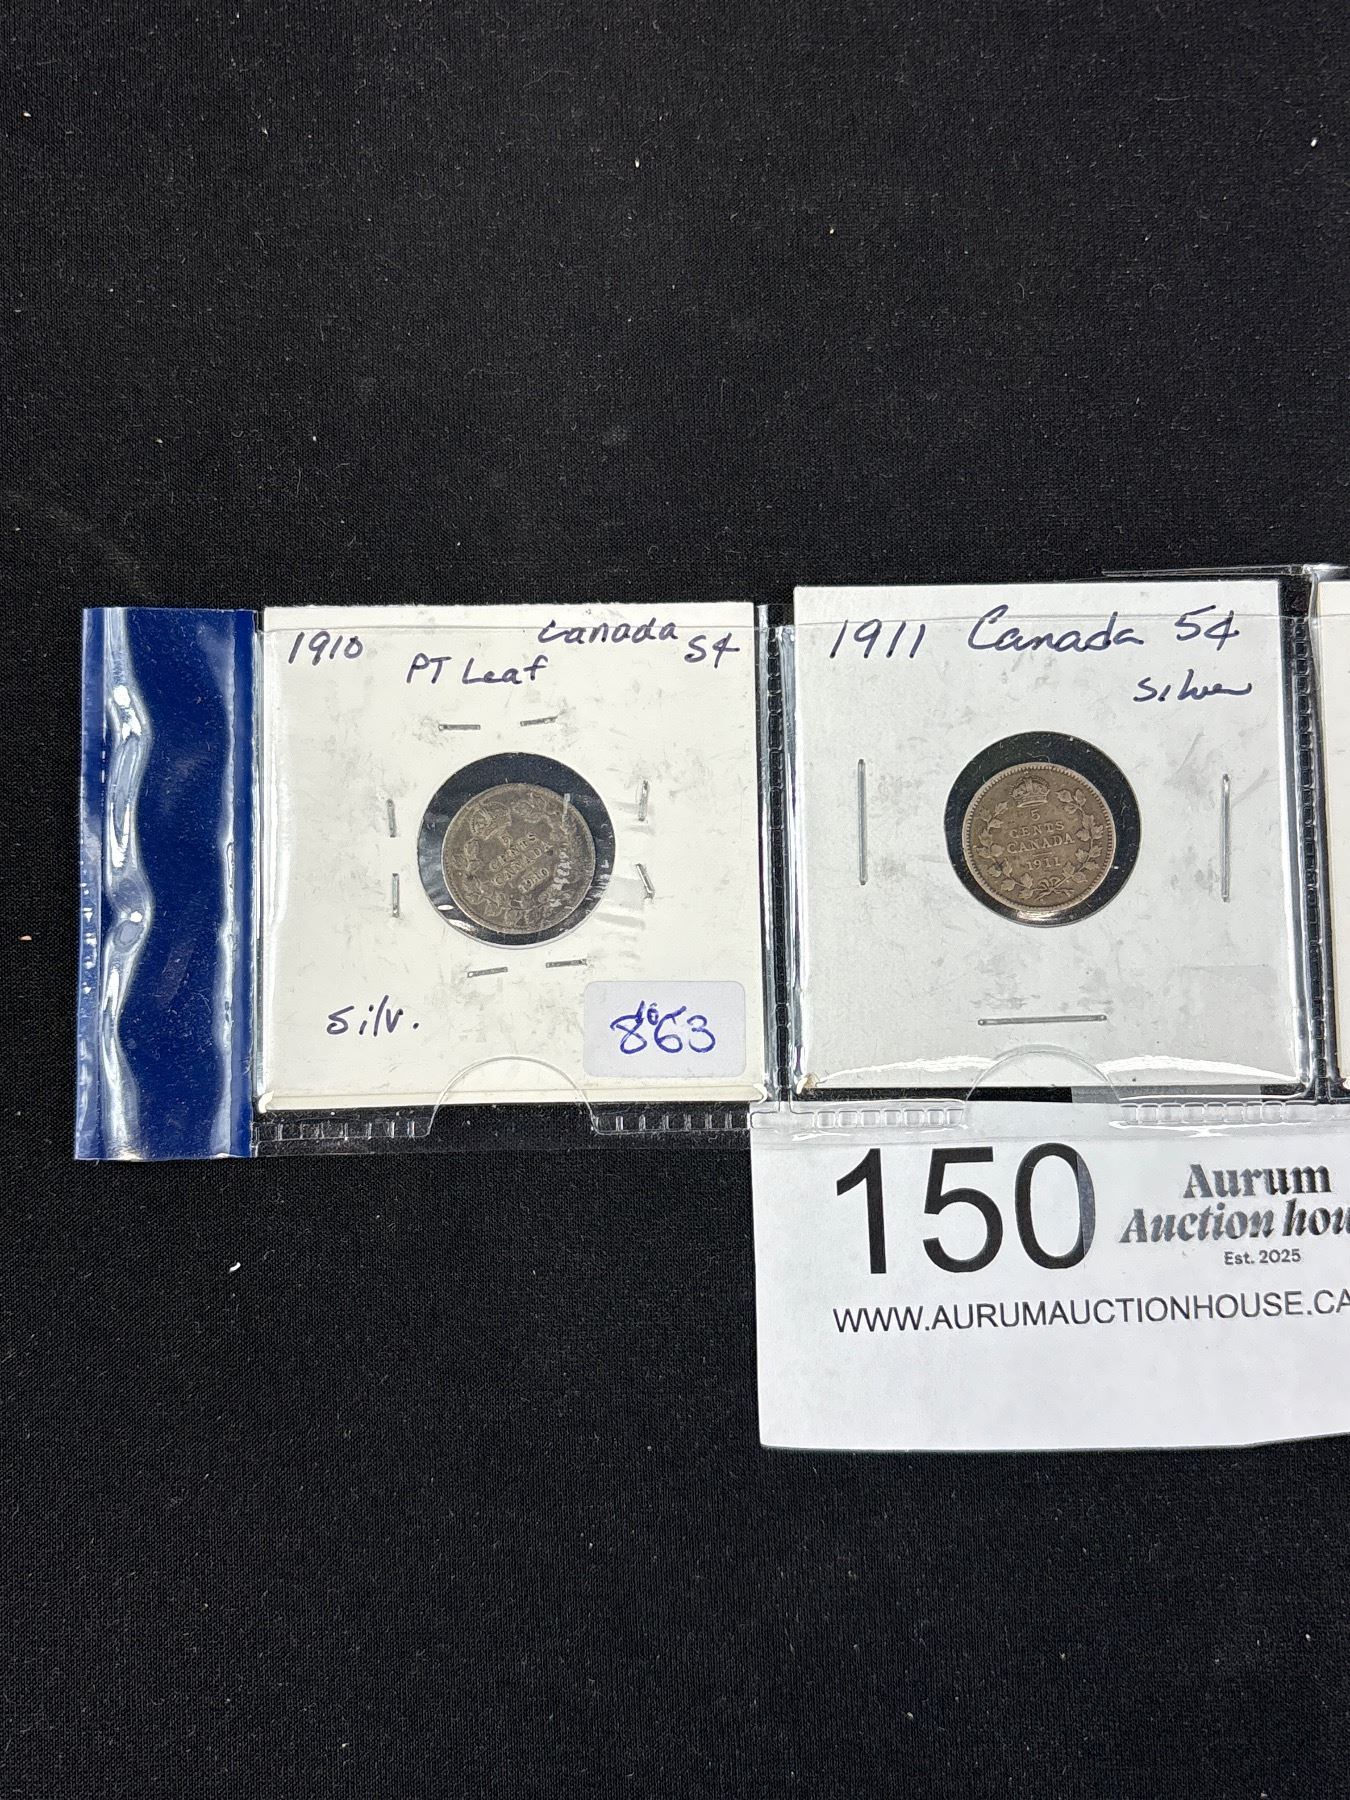 1910 Canada 5¢
PT Leaf
5
CENTS
CANADA
1910
silv.
863
1911 Canada 5¢
Silver
5
CENTS
CANADA
1911
150
Aurum
Auction hou
Est. 2025
WWW.AURUMAUCTIONHOUSE.CA